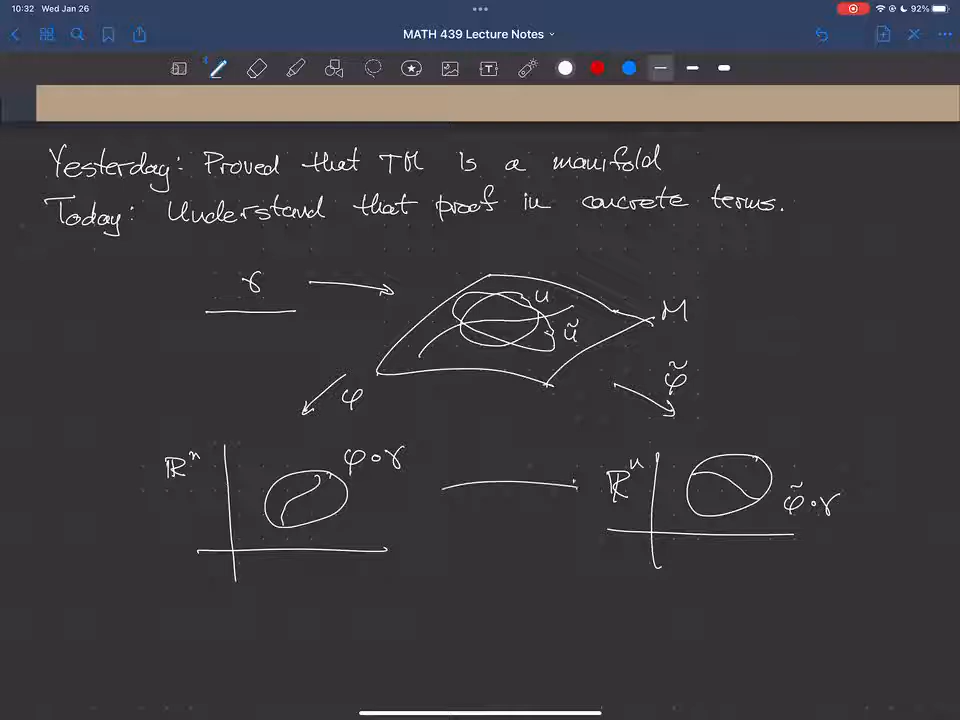 10:32 Wed Jan 26
92%
MATH 439 Lecture Notes
Yesterday: Proved that TM is a manifold
Today: Understand that proof in concrete terms.
γ
U
M
Ũ
φ
φ̃
ℝⁿ
φ∘γ
ℝⁿ
φ̃∘γ